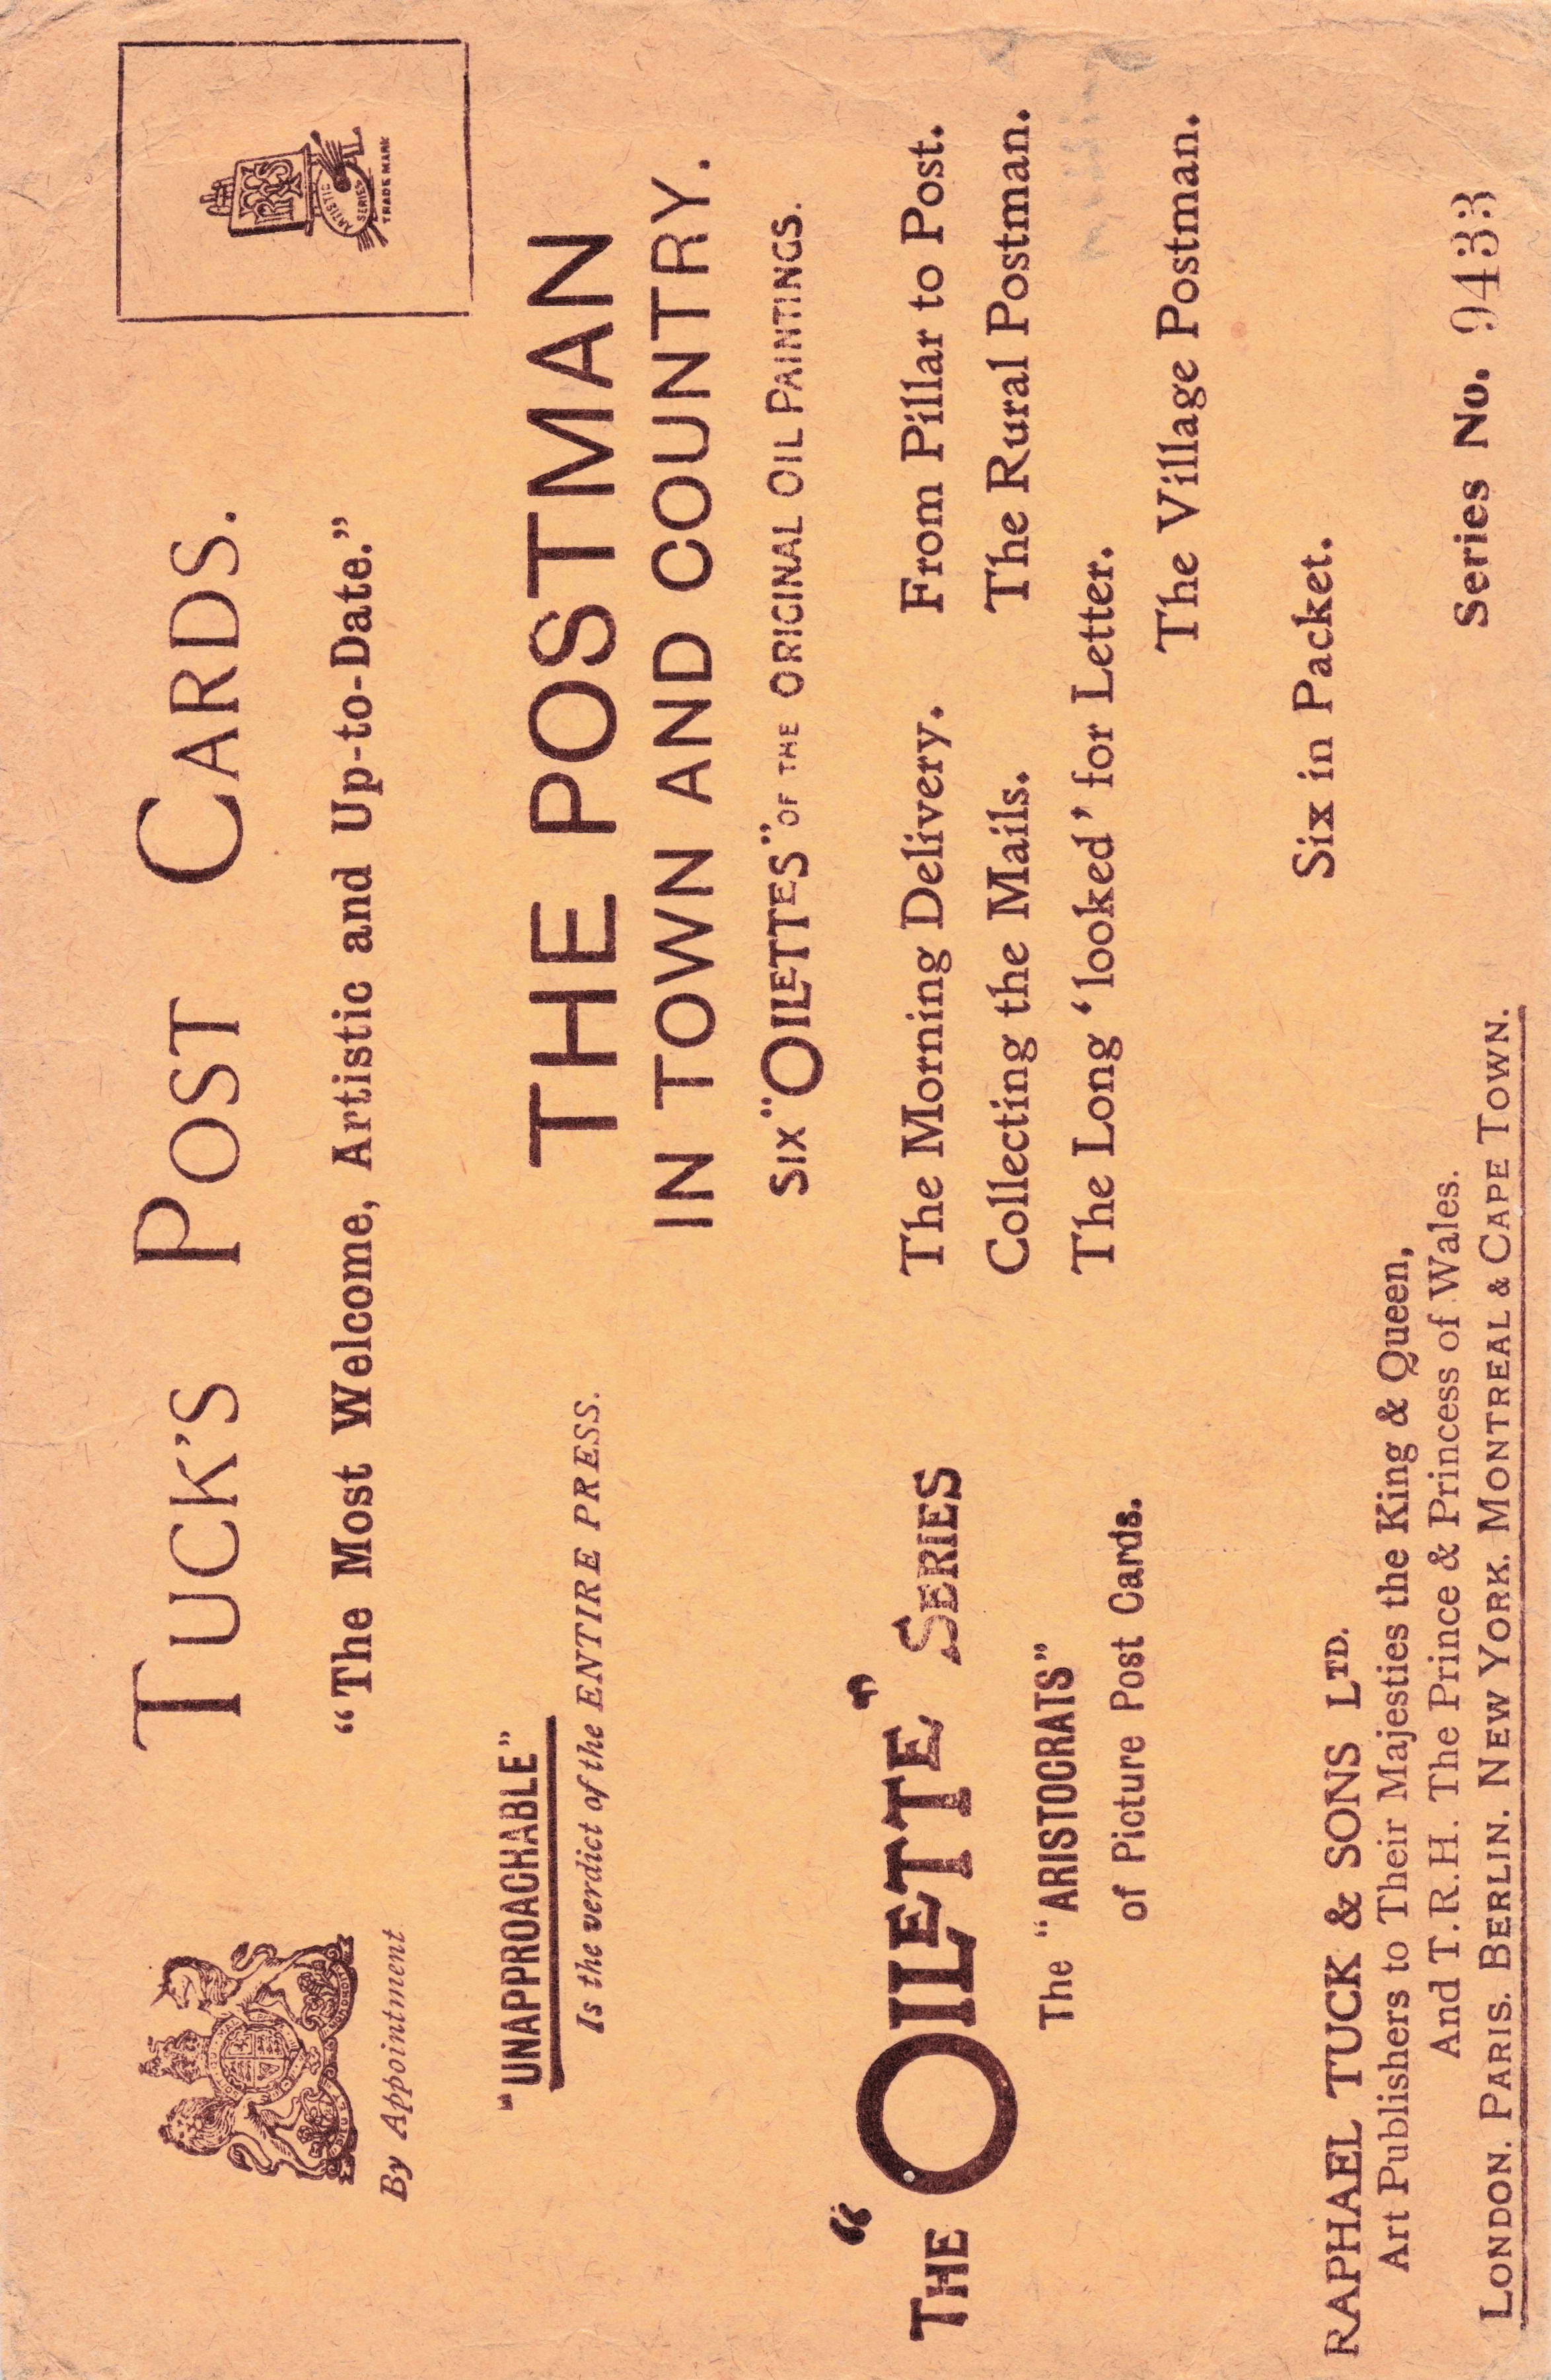 TUCK'S POST CARDS.
"The Most Welcome, Artistic and Up-to-Date."
ARTISTIC
SERIES
TRADE MARK
By Appointment
"UNAPPROACHABLE"
Is the verdict of the ENTIRE PRESS.
THE POSTMAN
IN TOWN AND COUNTRY.
SIX "OILETTES" OF THE ORIGINAL OIL PAINTINGS.
THE "OILETTE" SERIES
The "ARISTOCRATS"
of Picture Post Cards.
The Morning Delivery. From Pillar to Post.
Collecting the Mails. The Rural Postman.
The Long 'looked' for Letter.
The Village Postman.
Six in Packet.
RAPHAEL TUCK & SONS LTD.
Art Publishers to Their Majesties the King & Queen,
And T.R.H. The Prince & Princess of Wales.
LONDON. PARIS. BERLIN. NEW YORK. MONTREAL & CAPE TOWN.
Series No. 9433